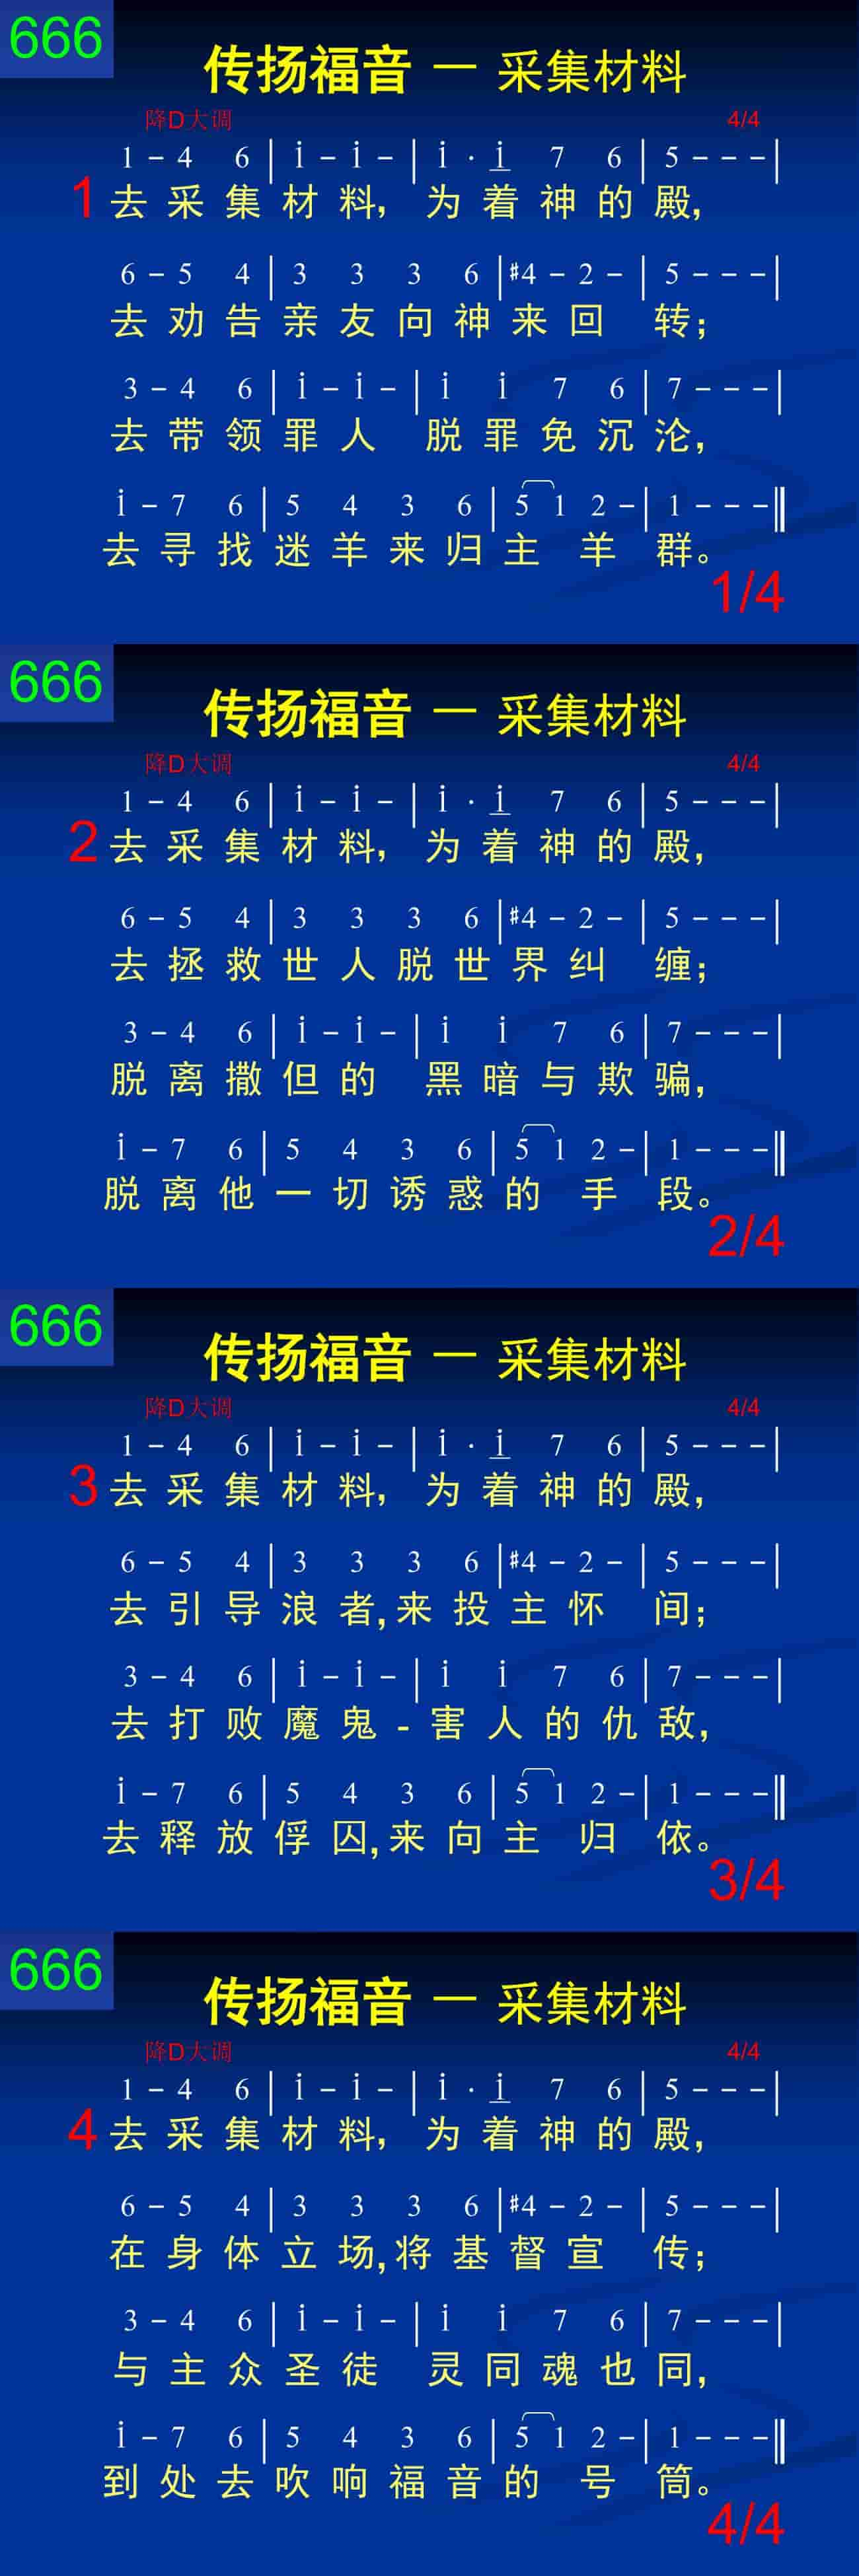 666
传扬福音 — 采集材料
降D大调 4/4
1 - 4 6 | i - i - | i · i 7 6 | 5 - - - |
1 去采集材料, 为着神的殿,
6 - 5 4 | 3 3 3 6 | #4 - 2 - | 5 - - - |
去劝告亲友向神来回 转;
3 - 4 6 | i - i - | i i 7 6 | 7 - - - |
去带领罪人 脱罪免沉沦,
i - 7 6 | 5 4 3 6 | 5 1 2 - | 1 - - - ||
去寻找迷羊来归主 羊 群。
1/4
666
传扬福音 — 采集材料
降D大调 4/4
1 - 4 6 | i - i - | i · i 7 6 | 5 - - - |
2 去采集材料, 为着神的殿,
6 - 5 4 | 3 3 3 6 | #4 - 2 - | 5 - - - |
去拯救世人脱世界纠 缠;
3 - 4 6 | i - i - | i i 7 6 | 7 - - - |
脱离撒但的 黑暗与欺骗,
i - 7 6 | 5 4 3 6 | 5 1 2 - | 1 - - - ||
脱离他一切诱惑的 手 段。
2/4
666
传扬福音 — 采集材料
降D大调 4/4
1 - 4 6 | i - i - | i · i 7 6 | 5 - - - |
3 去采集材料, 为着神的殿,
6 - 5 4 | 3 3 3 6 | #4 - 2 - | 5 - - - |
去引导浪者,来投主怀 间;
3 - 4 6 | i - i - | i i 7 6 | 7 - - - |
去打败魔鬼-害人的仇敌,
i - 7 6 | 5 4 3 6 | 5 1 2 - | 1 - - - ||
去释放俘囚,来向主 归 依。
3/4
666
传扬福音 — 采集材料
降D大调 4/4
1 - 4 6 | i - i - | i · i 7 6 | 5 - - - |
4 去采集材料, 为着神的殿,
6 - 5 4 | 3 3 3 6 | #4 - 2 - | 5 - - - |
在身体立场,将基督宣 传;
3 - 4 6 | i - i - | i i 7 6 | 7 - - - |
与主众圣徒 灵同魂也同,
i - 7 6 | 5 4 3 6 | 5 1 2 - | 1 - - - ||
到处去吹响福音的 号 筒。
4/4